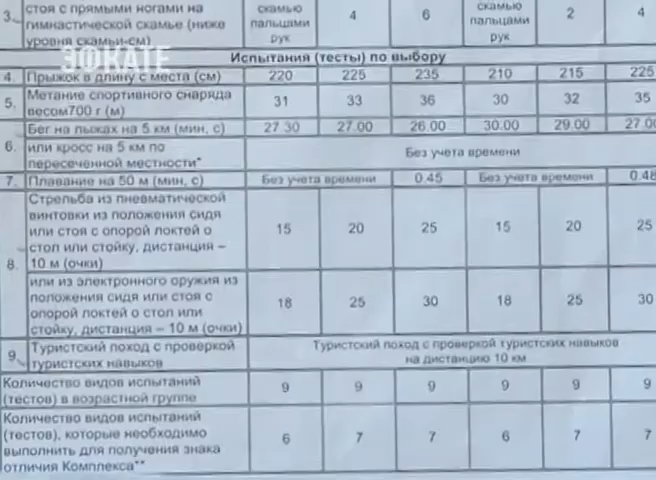 3. стоя с прямыми ногами на гимнастической скамье (ниже уровня скамьи-см) скамью пальцами рук 4 6 скамью пальцами рук 2 4
ЭФКАТЕ
Испытания (тесты) по выбору
4. Прыжок в длину с места (см) 220 225 235 210 215 225
5. Метание спортивного снаряда весом700 г (м) 31 33 36 30 32 35
6. Бег на лыжах на 5 км (мин, с) 27.30 27.00 26.00 30.00 29.00 27.00
или кросс на 5 км по пересеченной местности* Без учета времени
7. Плавание на 50 м (мин, с) Без учета времени 0.45 Без учета времени 0.48
8. Стрельба из пневматической винтовки из положения сидя или стоя с опорой локтей о стол или стойку, дистанция – 10 м (очки) 15 20 25 15 20 25
или из электронного оружия из положения сидя или стоя с опорой локтей о стол или стойку, дистанция – 10 м (очки) 18 25 30 18 25 30
9. Туристский поход с проверкой туристских навыков Туристский поход с проверкой туристских навыков на дистанцию 10 км
Количество видов испытаний (тестов) в возрастной группе 9 9 9 9 9 9
Количество видов испытаний (тестов), которые необходимо выполнить для получения знака отличия Комплекса** 6 7 7 6 7 7